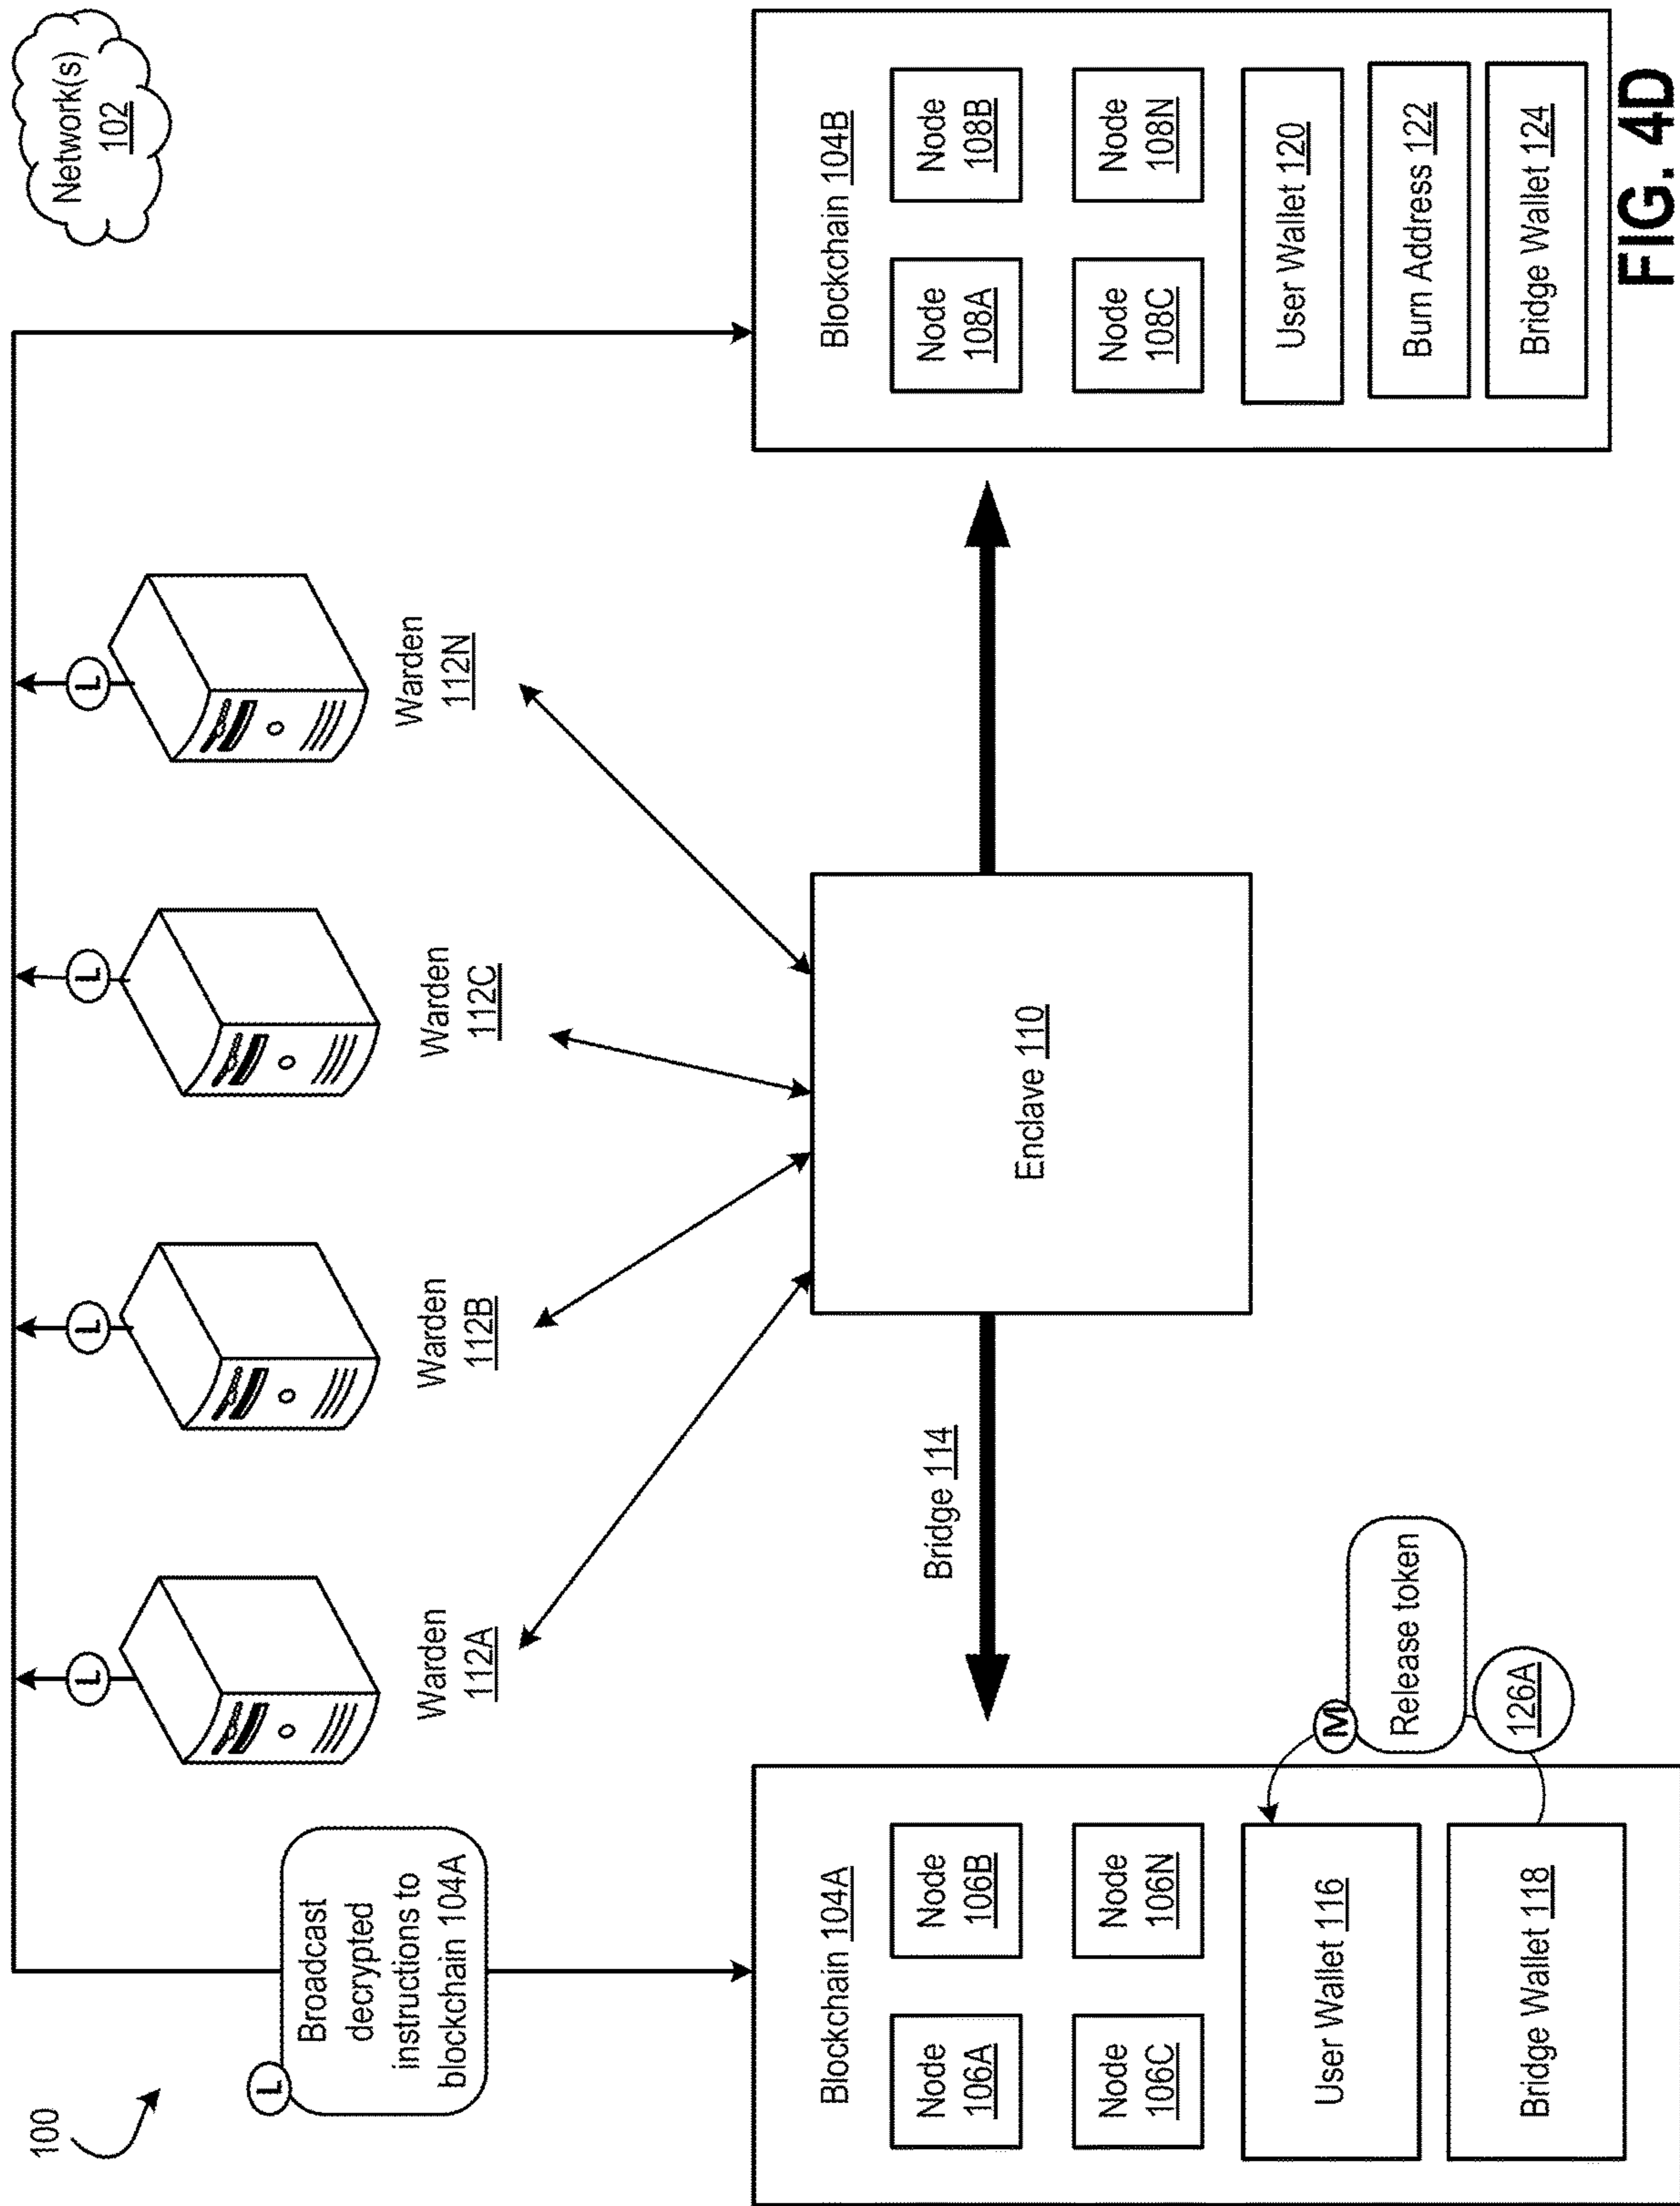 100
Network(s)
102
L
Broadcast
decrypted
instructions to
blockchain 104A
L
L
L
L
Warden
112A
Warden
112B
Warden
112C
Warden
112N
Bridge 114
Enclave 110
Blockchain 104A
Node
106A
Node
106B
Node
106C
Node
106N
User Wallet 116
Bridge Wallet 118
M
Release token
126A
Blockchain 104B
Node
108A
Node
108B
Node
108C
Node
108N
User Wallet 120
Burn Address 122
Bridge Wallet 124
FIG. 4D